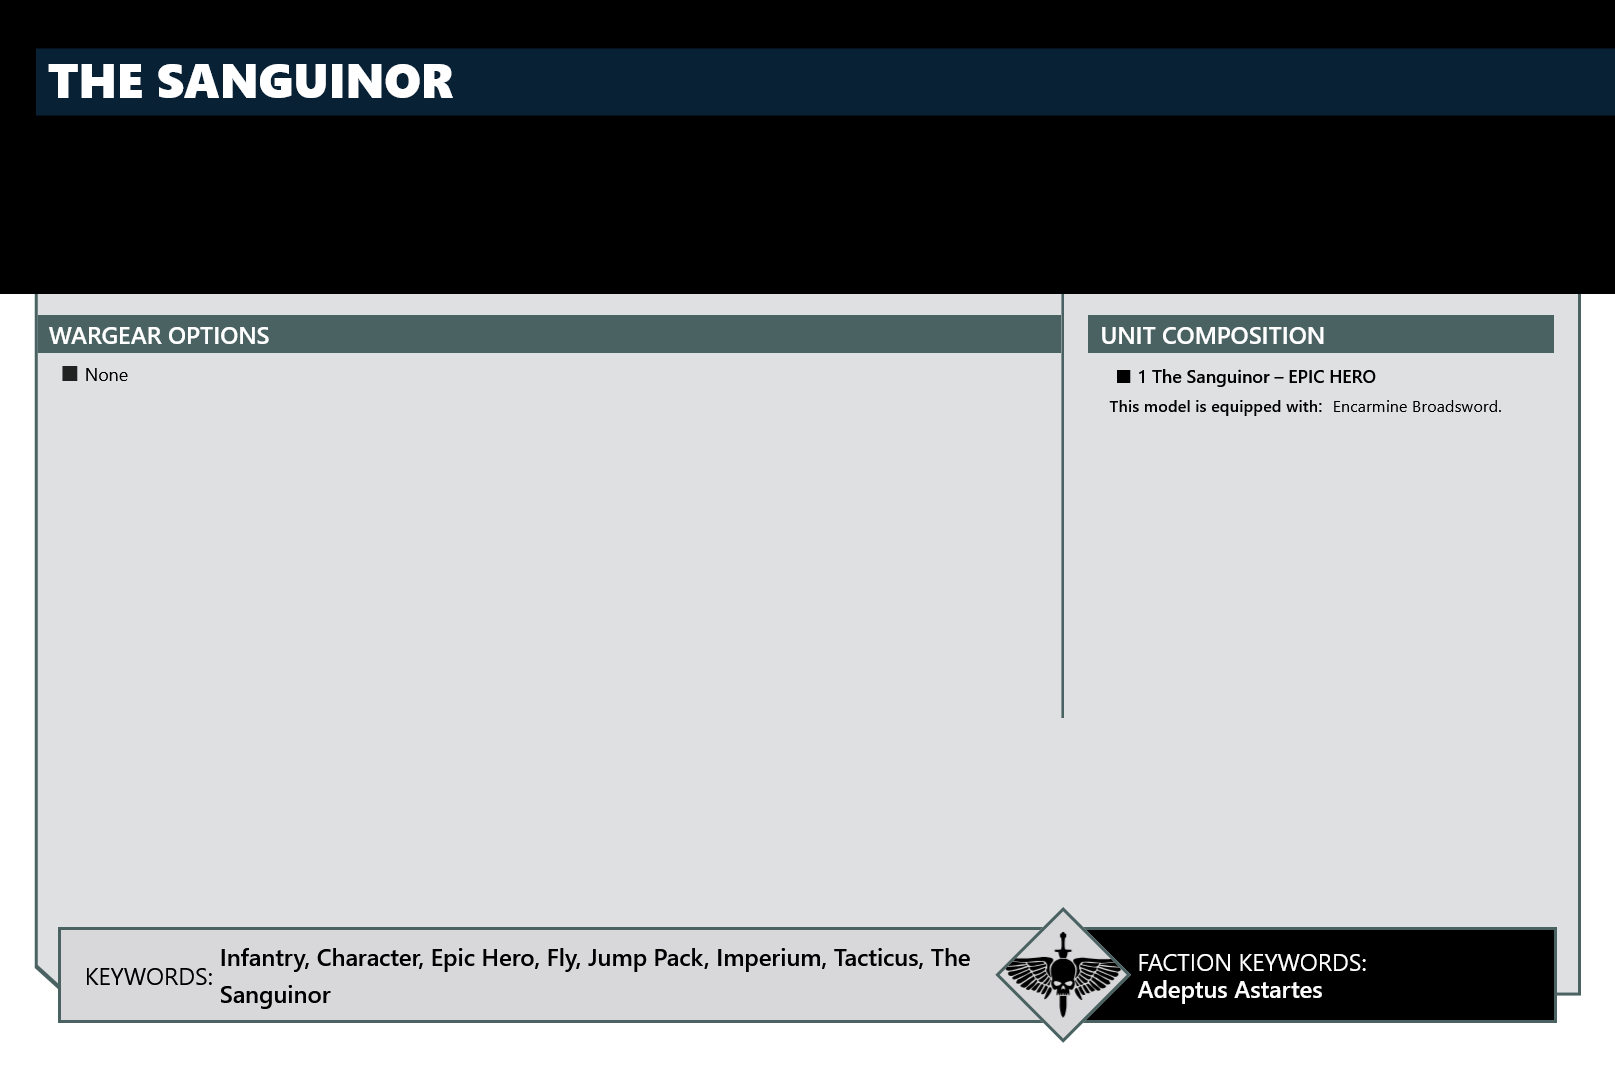 THE SANGUINOR
WARGEAR OPTIONS
■ None
UNIT COMPOSITION
■ 1 The Sanguinor – EPIC HERO
This model is equipped with: Encarmine Broadsword.
KEYWORDS: Infantry, Character, Epic Hero, Fly, Jump Pack, Imperium, Tacticus, The
Sanguinor
FACTION KEYWORDS:
Adeptus Astartes